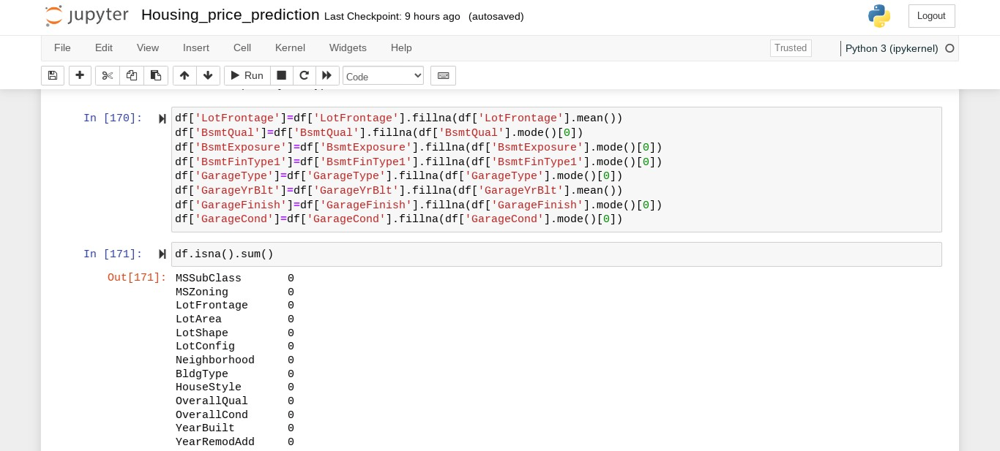 jupyter Housing_price_prediction Last Checkpoint: 9 hours ago (autosaved) Logout
File Edit View Insert Cell Kernel Widgets Help Trusted Python 3 (ipykernel)
Run Code
In [170]: df['LotFrontage']=df['LotFrontage'].fillna(df['LotFrontage'].mean())
df['BsmtQual']=df['BsmtQual'].fillna(df['BsmtQual'].mode()[0])
df['BsmtExposure']=df['BsmtExposure'].fillna(df['BsmtExposure'].mode()[0])
df['BsmtFinType1']=df['BsmtFinType1'].fillna(df['BsmtFinType1'].mode()[0])
df['GarageType']=df['GarageType'].fillna(df['GarageType'].mode()[0])
df['GarageYrBlt']=df['GarageYrBlt'].fillna(df['GarageYrBlt'].mean())
df['GarageFinish']=df['GarageFinish'].fillna(df['GarageFinish'].mode()[0])
df['GarageCond']=df['GarageCond'].fillna(df['GarageCond'].mode()[0])
In [171]: df.isna().sum()
Out[171]: MSSubClass 0
MSZoning 0
LotFrontage 0
LotArea 0
LotShape 0
LotConfig 0
Neighborhood 0
BldgType 0
HouseStyle 0
OverallQual 0
OverallCond 0
YearBuilt 0
YearRemodAdd 0